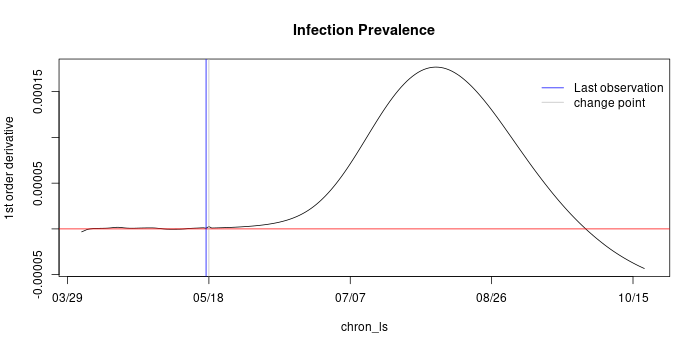 Infection Prevalence
1st order derivative
0.00015
0.00005
-0.00005
Last observation
change point
03/29
05/18
07/07
08/26
10/15
chron_ls